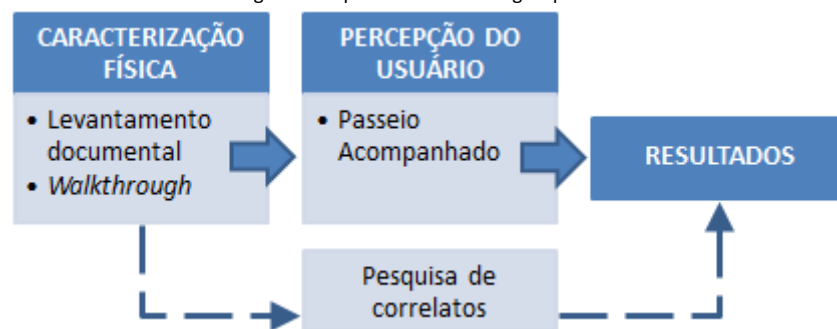 CARACTERIZAÇÃO
FÍSICA
• Levantamento
documental
• Walkthrough
PERCEPÇÃO DO
USUÁRIO
• Passeio
Acompanhado
RESULTADOS
Pesquisa de
correlatos